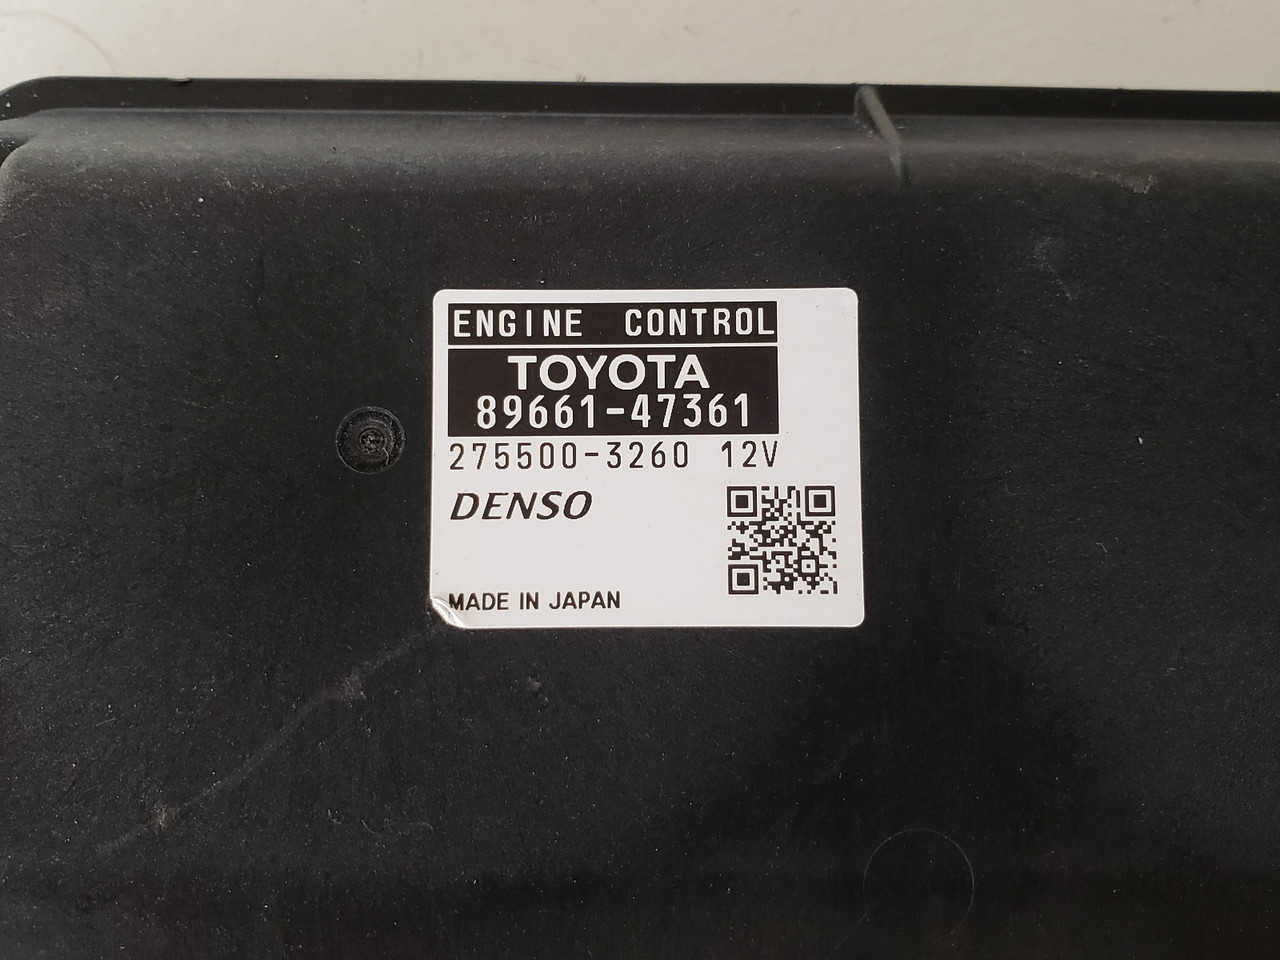 ENGINE CONTROL
TOYOTA
89661-47361
275500-3260 12V
DENSO
MADE IN JAPAN